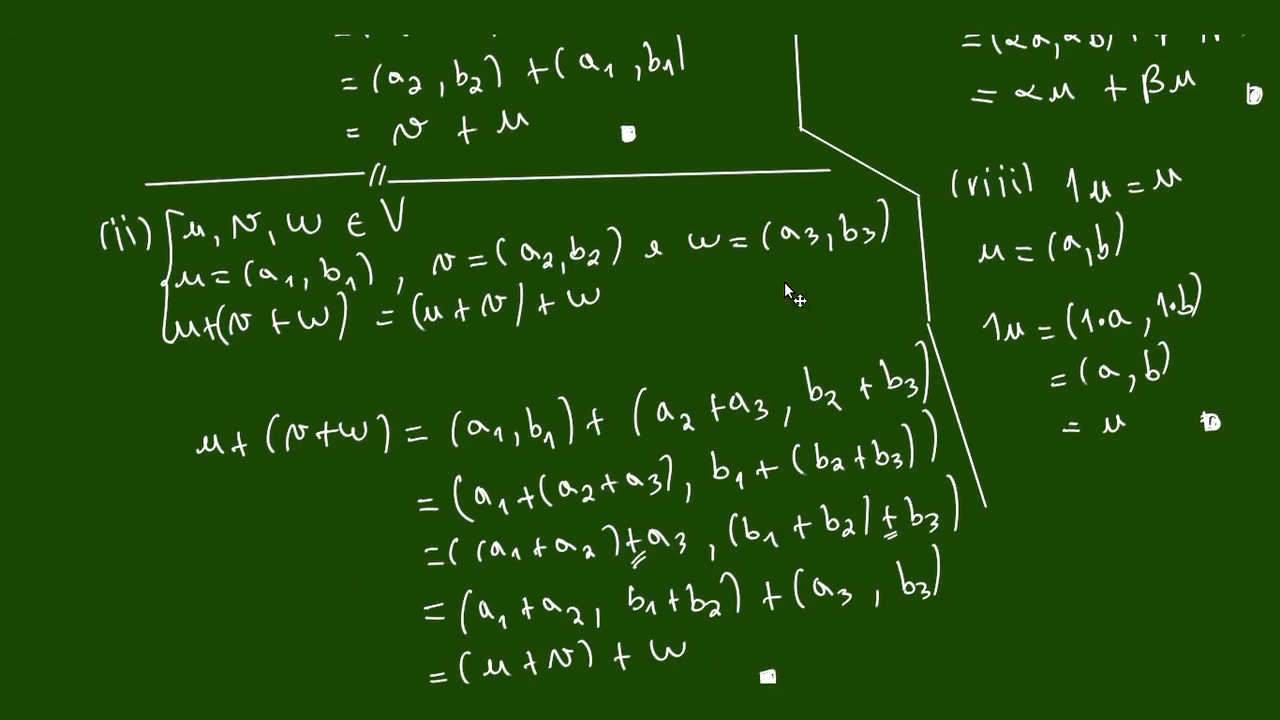 = (a₂, b₂) + (a₁, b₁)
= v + u
(ii) u, v, w ∈ V
u = (a₁, b₁), v = (a₂, b₂) e w = (a₃, b₃)
u+(v + w) = (u + v) + w
u + (v+w) = (a₁, b₁) + (a₂ + a₃, b₂ + b₃)
= (a₁+(a₂+a₃), b₁ + (b₂+b₃))
= ((a₁+a₂)+a₃, (b₁ + b₂) + b₃)
= (a₁+a₂, b₁+b₂) + (a₃, b₃)
= (u + v) + w
= αu + βu
(viii) 1u = u
u = (a, b)
1u = (1·a, 1·b)
= (a, b)
= u